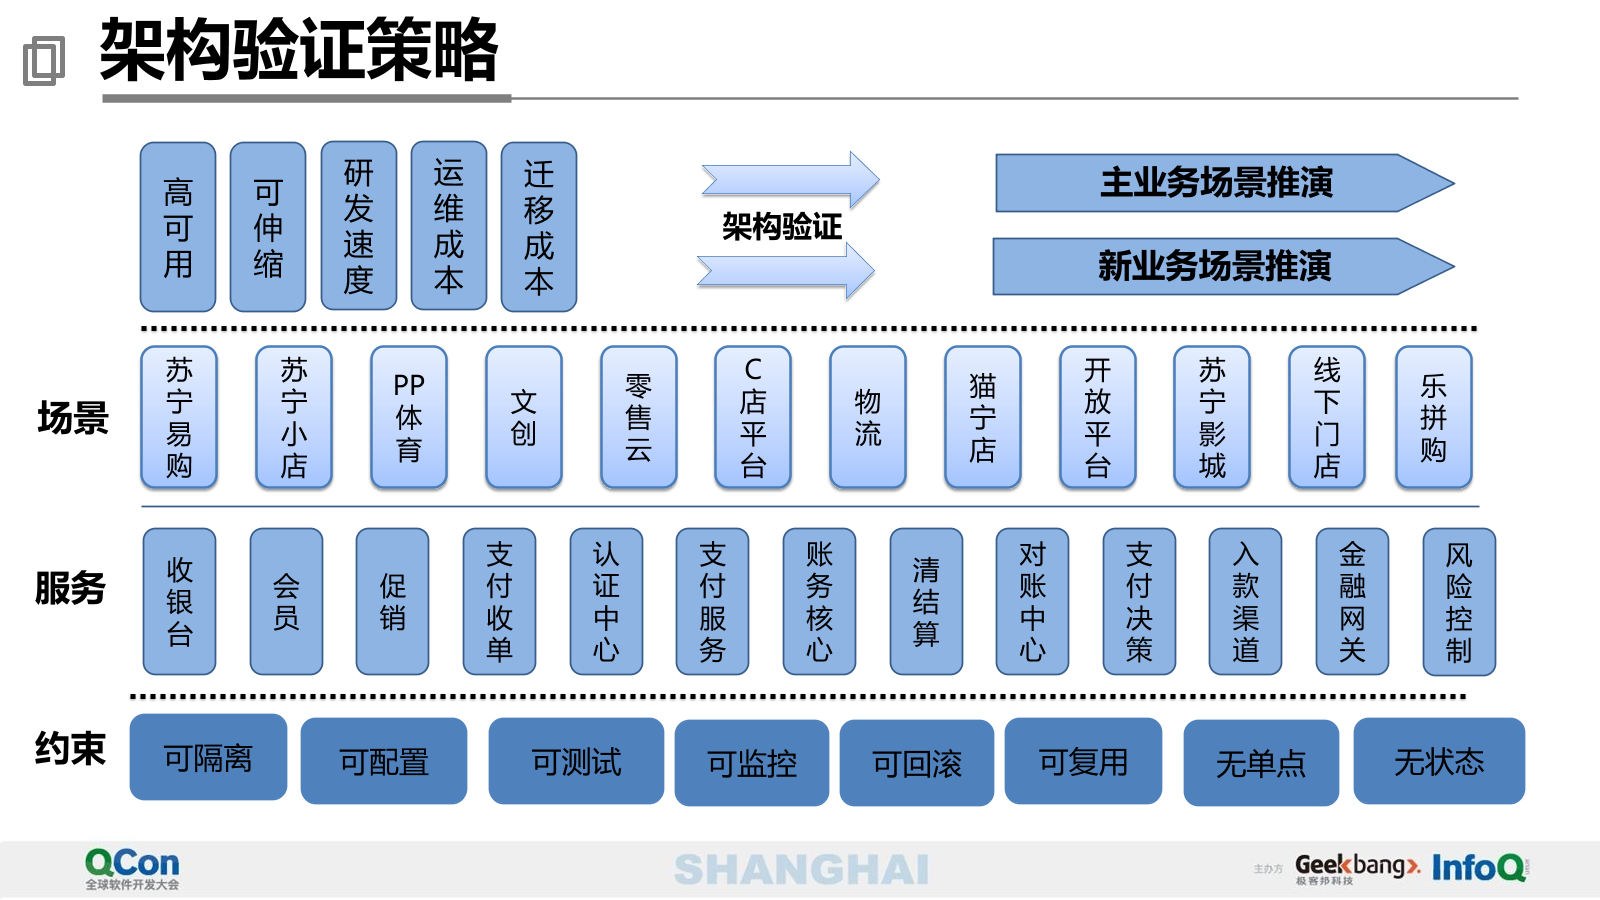 架构验证策略
高可用
可伸缩
研发速度
运维成本
迁移成本
架构验证
主业务场景推演
新业务场景推演
场景
苏宁易购
苏宁小店
PP体育
文创
零售云
C店平台
物流
猫宁店
开放平台
苏宁影城
线下门店
乐拼购
服务
收银台
会员
促销
支付收单
认证中心
支付服务
账务核心
清结算
对账中心
支付决策
入款渠道
金融网关
风险控制
约束
可隔离
可配置
可测试
可监控
可回滚
可复用
无单点
无状态
QCon
全球软件开发大会
SHANGHAI
主办方
Geekbang>.
极客邦科技
InfoQ